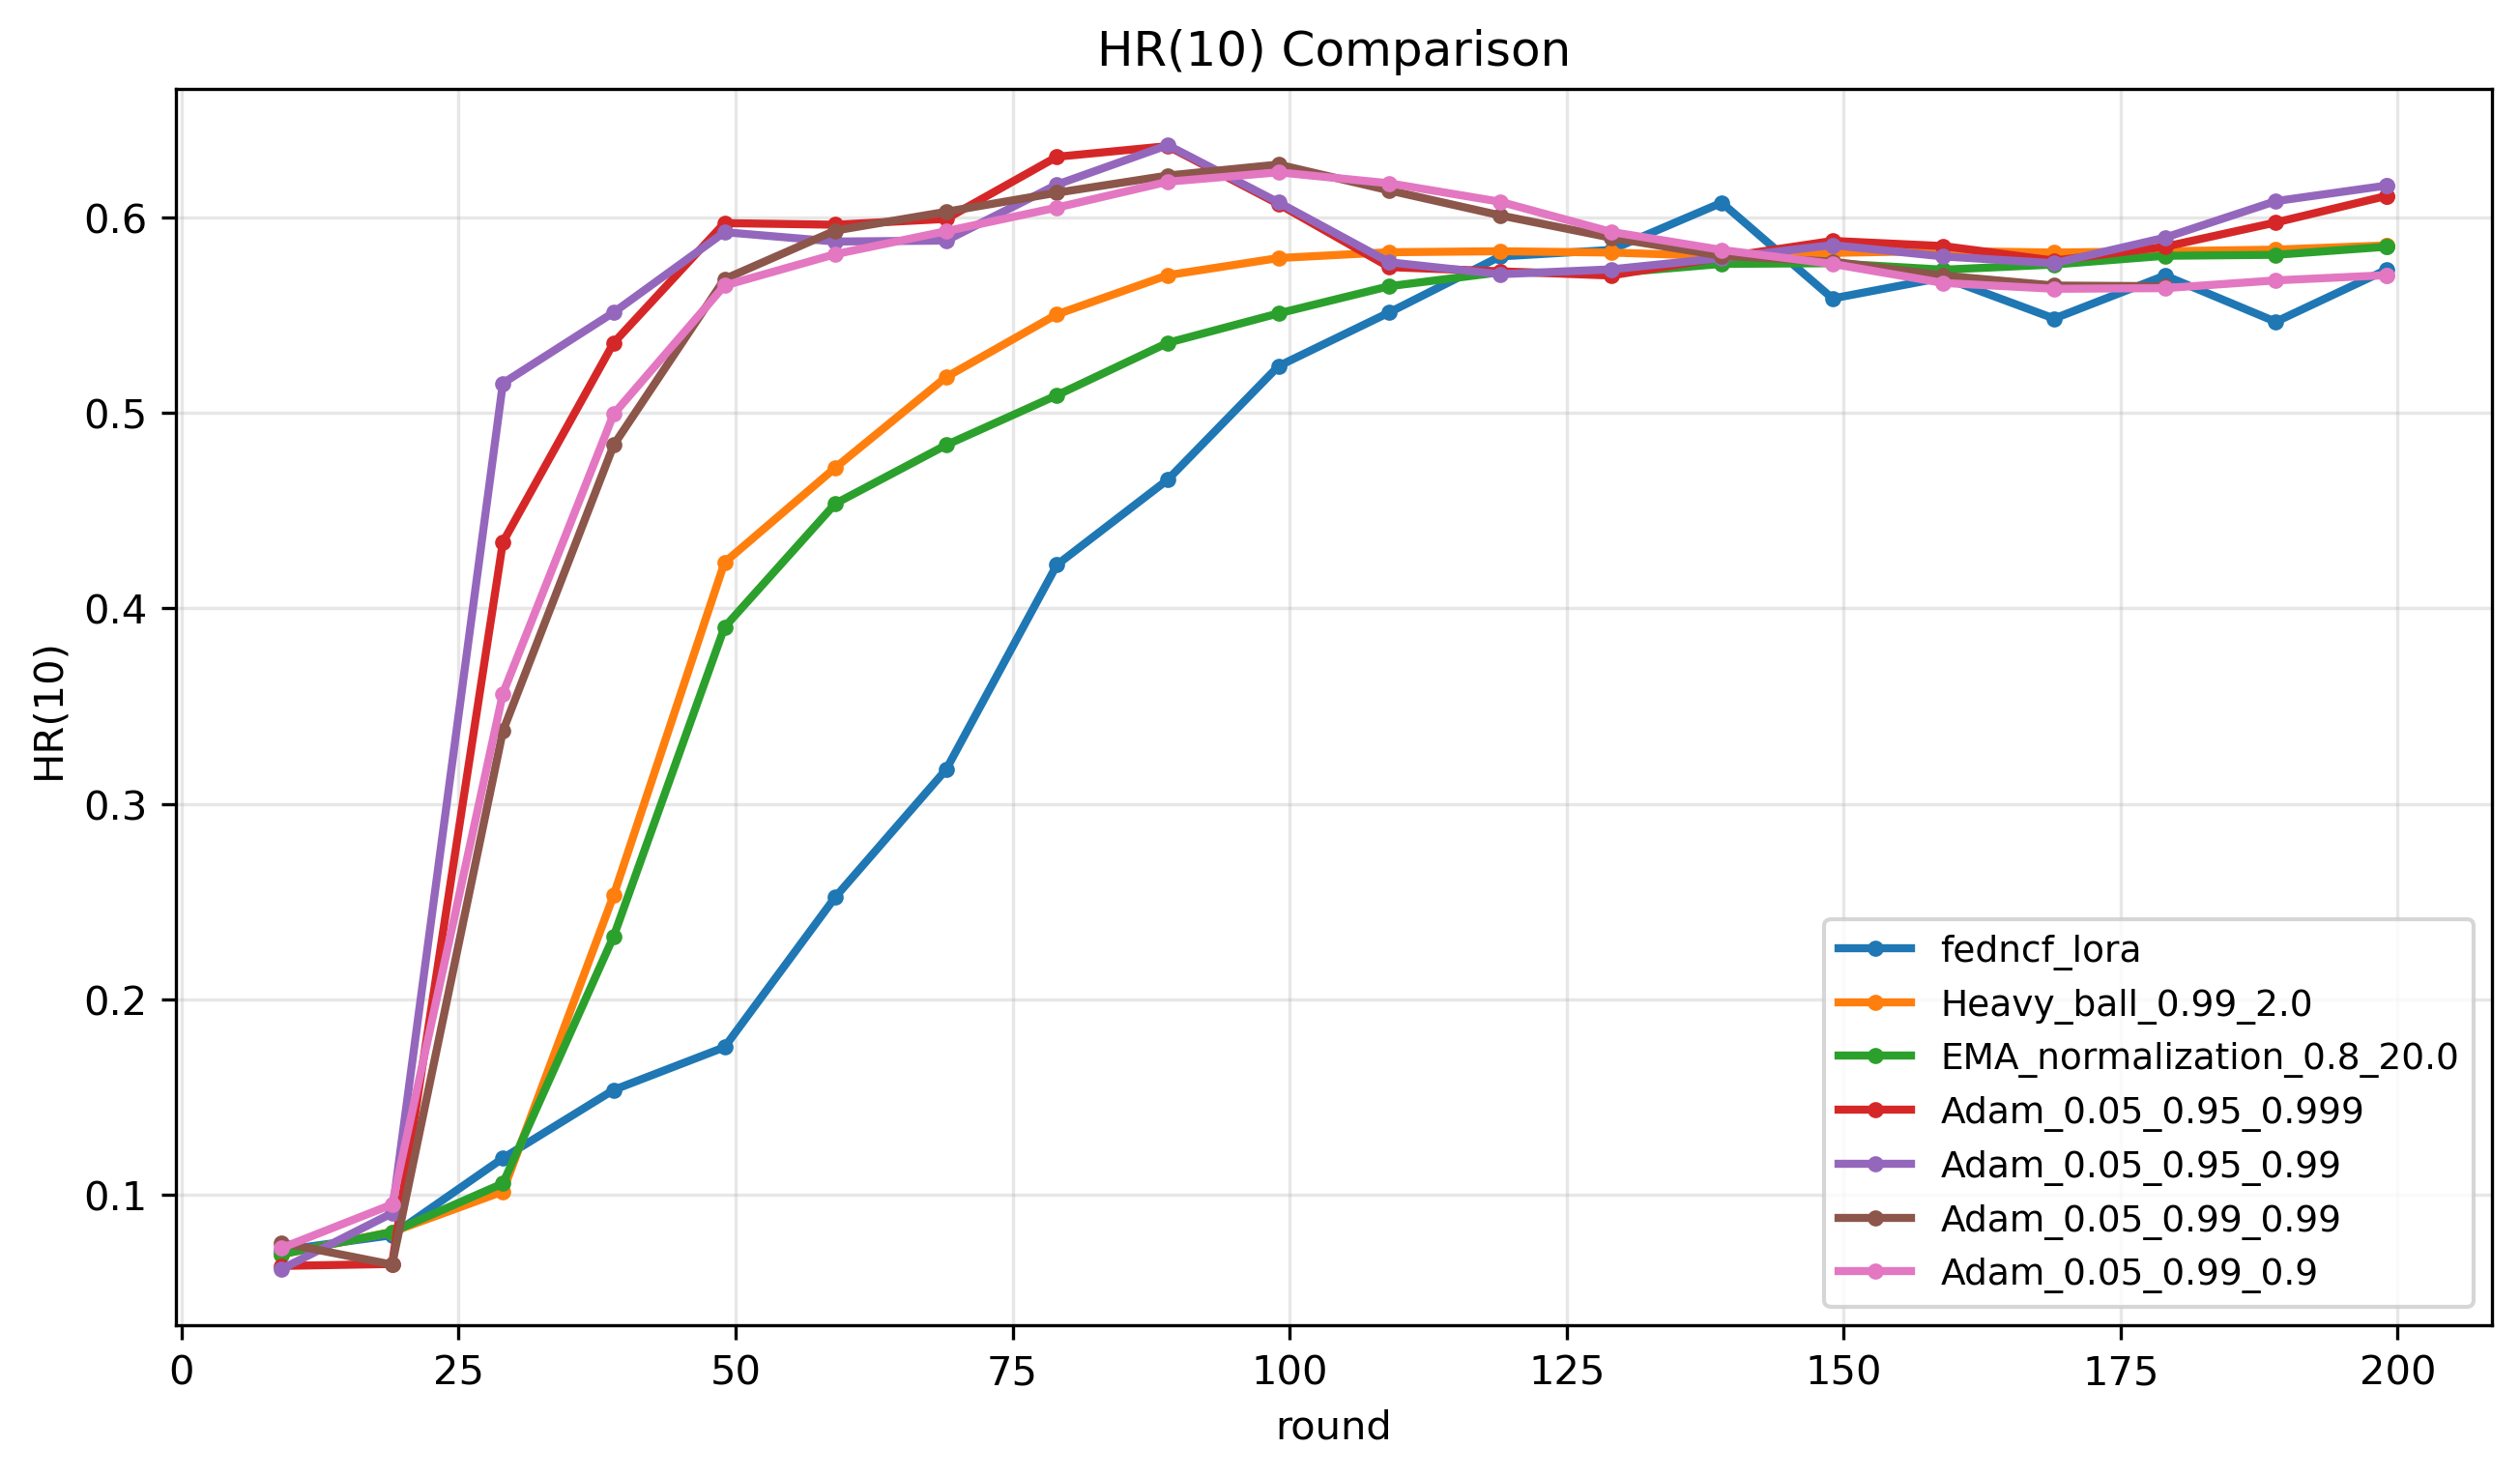 HR(10) Comparison
HR(10)
0.6
0.5
0.4
0.3
0.2
0.1
0 25 50 75 100 125 150 175 200
round
fedncf_lora
Heavy_ball_0.99_2.0
EMA_normalization_0.8_20.0
Adam_0.05_0.95_0.999
Adam_0.05_0.95_0.99
Adam_0.05_0.99_0.99
Adam_0.05_0.99_0.9